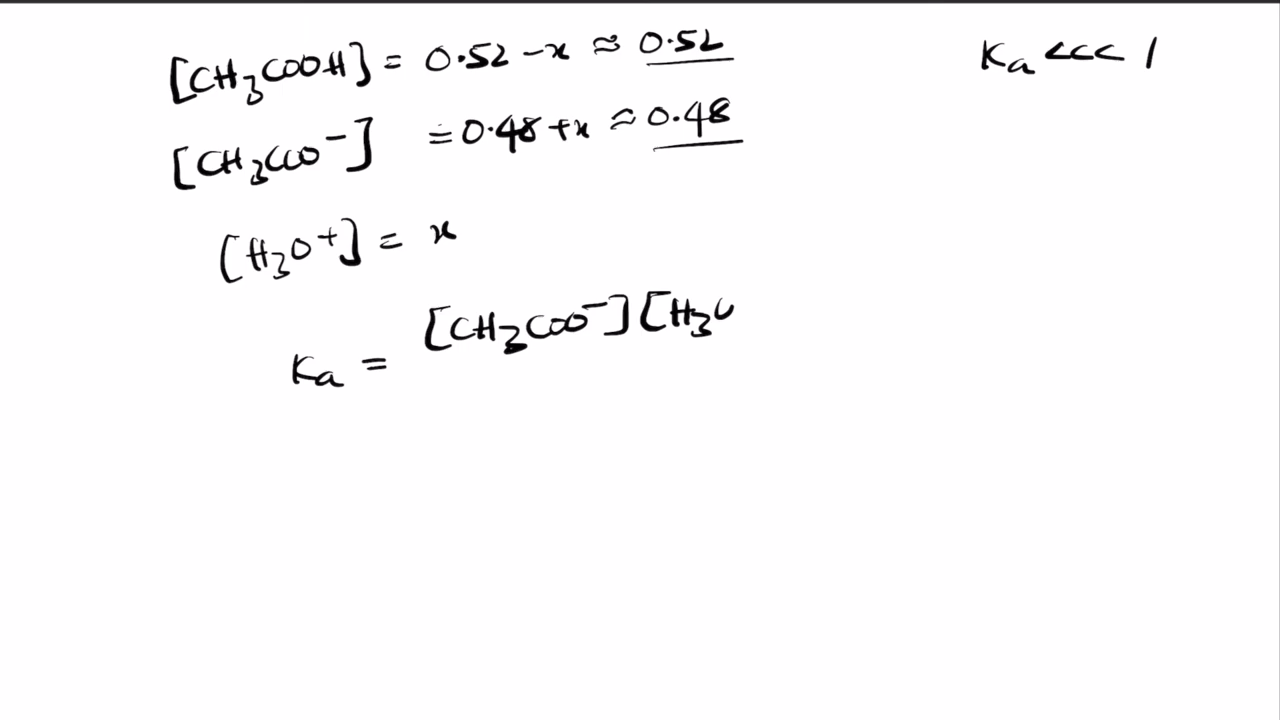 [CH₃COOH] = 0.52 - x ≈ 0.52 Ka <<< 1
[CH₃COO⁻] = 0.48 + x ≈ 0.48
[H₃O⁺] = x
[CH₃COO⁻] [H₃O
Ka =